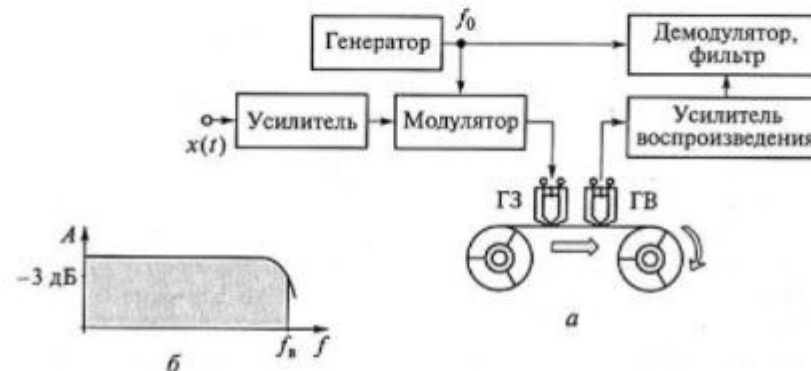 f₀
Генератор
Демодулятор,
фильтр
x(t)
Усилитель
Модулятор
Усилитель
воспроизведения
ГЗ
ГВ
A
−3 дБ
fв
f
а
б